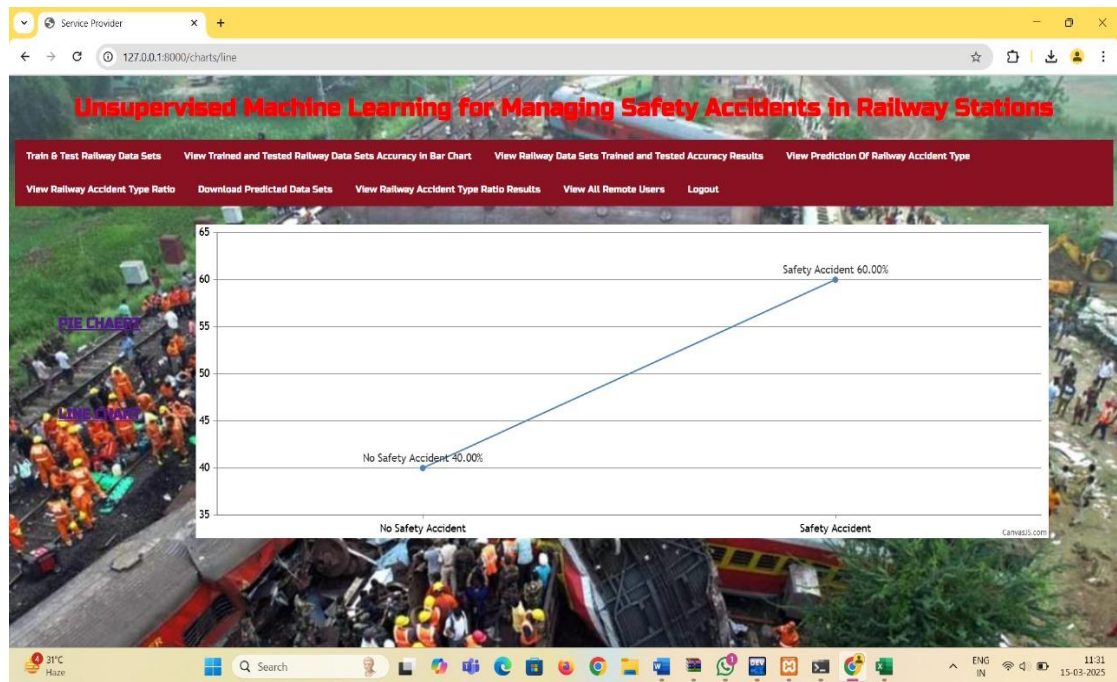 Service Provider
127.0.0.1:8000/charts/line
Unsupervised Machine Learning for Managing Safety Accidents in Railway Stations
Train & Test Railway Data Sets View Trained and Tested Railway Data Sets Accuracy in Bar Chart View Railway Data Sets Trained and Tested Accuracy Results View Prediction Of Railway Accident Type
View Railway Accident Type Ratio Download Predicted Data Sets View Railway Accident Type Ratio Results View All Remote Users Logout
65
Safety Accident 60.00%
60
PIE CHAERT
55
50
LINE CHART
45
No Safety Accident 40.00%
40
35
No Safety Accident Safety Accident
CanvasJS.com
4 31°C
Haze
Search
ENG
IN
11:31
15-03-2025